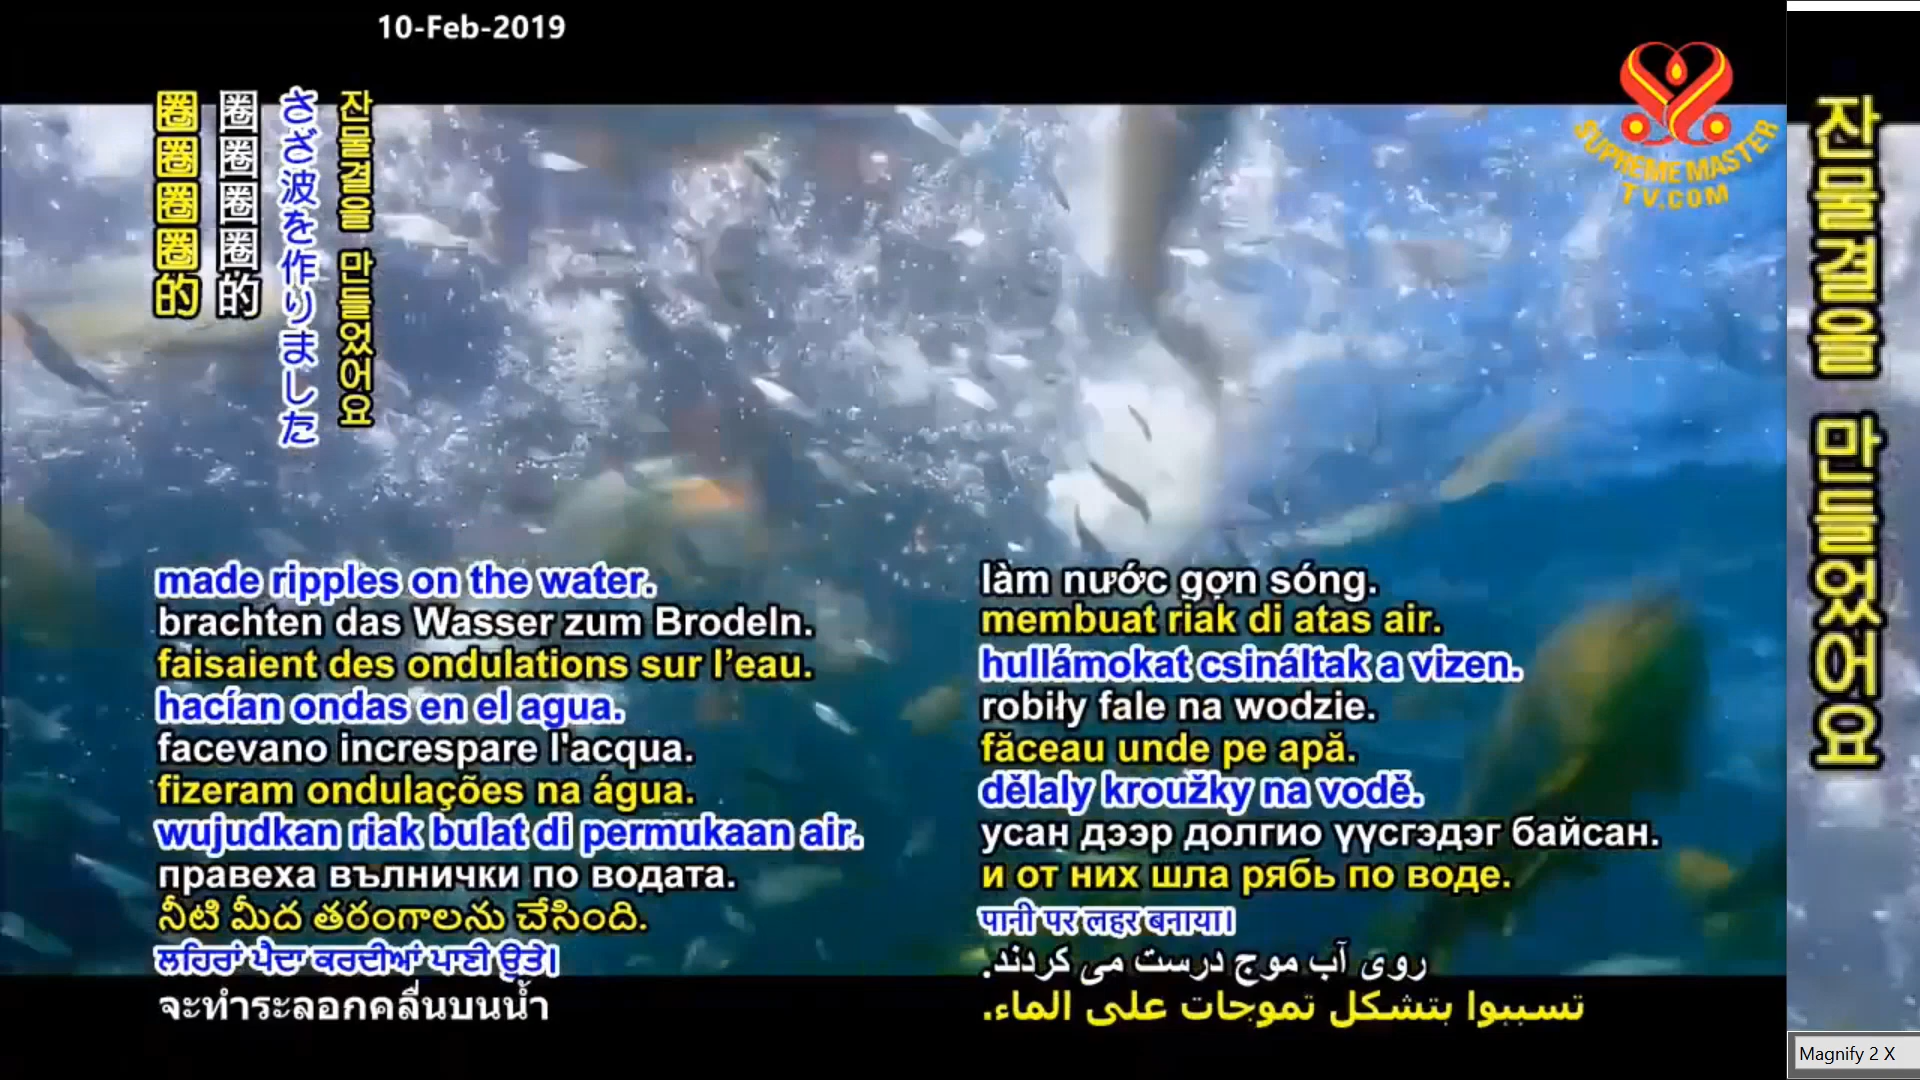 10-Feb-2019
SUPREME MASTER
TV.COM
圈圈圈圈的
圈圈圈圈的
さざ波を作りました
잔물결을 만들었어요
made ripples on the water.
brachten das Wasser zum Brodeln.
faisaient des ondulations sur l’eau.
hacían ondas en el agua.
facevano increspare l'acqua.
fizeram ondulações na água.
wujudkan riak bulat di permukaan air.
правеха вълнички по водата.
నీటి మీద తరంగాలను చేసింది.
ਲਹਿਰਾਂ ਪੈਦਾ ਕਰਦੀਆਂ ਪਾਣੀ ਉਤੇ।
จะทำระลอกคลื่นบนน้ำ
làm nước gợn sóng.
membuat riak di atas air.
hullámokat csináltak a vizen.
robiły fale na wodzie.
făceau unde pe apă.
dělaly kroužky na vodě.
усан дээр долгио үүсгэдэг байсан.
и от них шла рябь по воде.
पानी पर लहर बनाया।
روی آب موج درست می کردند.
تسببوا بتشكل تموجات على الماء.
잔물결을 만들었어요
Magnify 2 X